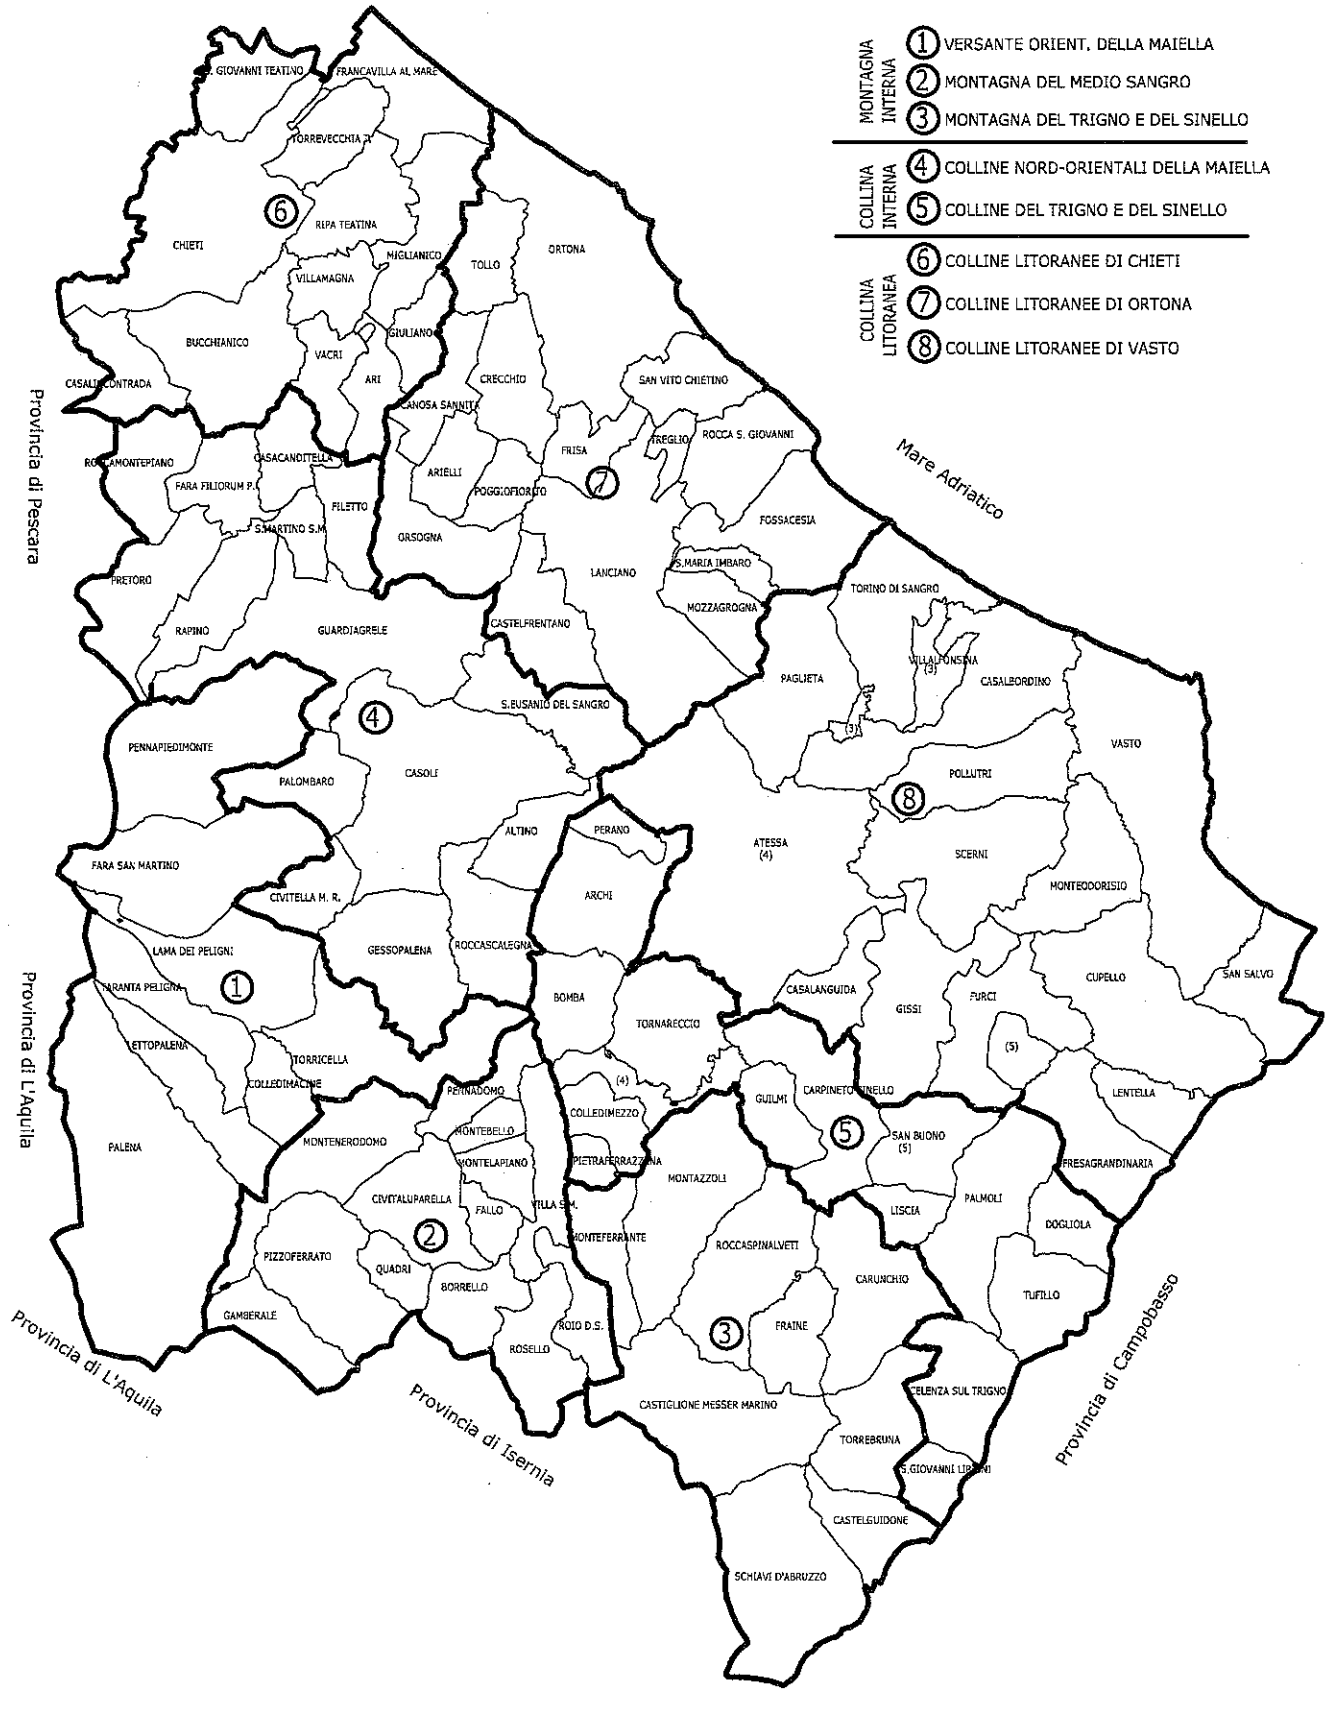 MONTAGNA INTERNA
1 VERSANTE ORIENT. DELLA MAIELLA
2 MONTAGNA DEL MEDIO SANGRO
3 MONTAGNA DEL TRIGNO E DEL SINELLO
COLLINA INTERNA
4 COLLINE NORD-ORIENTALI DELLA MAIELLA
5 COLLINE DEL TRIGNO E DEL SINELLO
COLLINA LITORANEA
6 COLLINE LITORANEE DI CHIETI
7 COLLINE LITORANEE DI ORTONA
8 COLLINE LITORANEE DI VASTO
GIOVANNI TEATINO
FRANCAVILLA AL MARE
TORREVECCHIA T.
6
RIPA TEATINA
CHIETI
MIGLIANICO
TOLLO
ORTONA
VILLAMAGNA
GIULIANO
BUCCHIANICO
VACRI
ARI
CASALINCONTRADA
CRECCHIO
SAN VITO CHIETINO
CANOSA SANNITA
Provincia di Pescara
Mare Adriatico
TREGLIO
ROCCA S. GIOVANNI
FRISA
ROCCAMONTEPIANO
CASACANDITELLA
ARIELLI
7
FARA FILIORUM P.
POGGIOFIORITO
FILETTO
S.MARTINO S.M.
ORSOGNA
FOSSACESIA
S.MARIA IMBARO
LANCIANO
PRETORO
TORINO DI SANGRO
MOZZAGROGNA
RAPINO
GUARDIAGRELE
CASTELFRENTANO
VILLALFONSINA
(3)
PAGLIETA
CASALBORDINO
S.EUSANIO DEL SANGRO
4
(3)
PENNAPIEDIMONTE
VASTO
PALOMBARO
CASOLI
POLLUTRI
8
ALTINO
PERANO
ATESSA
(4)
SCERNI
FARA SAN MARTINO
CIVITELLA M. R.
ARCHI
MONTEODORISIO
LAMA DEI PELIGNI
GESSOPALENA
ROCCASCALEGNA
SAN SALVO
CUPELLO
TARANTA PELIGNA
1
BOMBA
CASALANGUIDA
FURCI
GISSI
TORNARECCIO
LETTOPALENA
(5)
TORRICELLA
COLLEDIMACINE
(4)
PENNADOMO
CARPINETO SINELLO
LENTELLA
GUILMI
COLLEDIMEZZO
MONTEBELLO
5
SAN BUONO
(5)
MONTENERODOMO
PALENA
MONTELAPIANO
PIETRAFERRAZZANA
FRESAGRANDINARIA
MONTAZZOLI
CIVITALUPARELLA
PALMOLI
FALLO
VILLA S.M.
LISCIA
DOGLIOLA
2
MONTEFERRANTE
ROCCASPINALVETI
PIZZOFERRATO
QUADRI
CARUNCHIO
BORRELLO
TUFILLO
GAMBERALE
ROIO D.S.
FRAINE
3
ROSELLO
Provincia di L'Aquila
Provincia di L'Aquila
Provincia di Isernia
Provincia di Campobasso
CELENZA SUL TRIGNO
CASTIGLIONE MESSER MARINO
TORREBRUNA
S.GIOVANNI LIPIONI
CASTELGUIDONE
SCHIAVI D'ABRUZZO